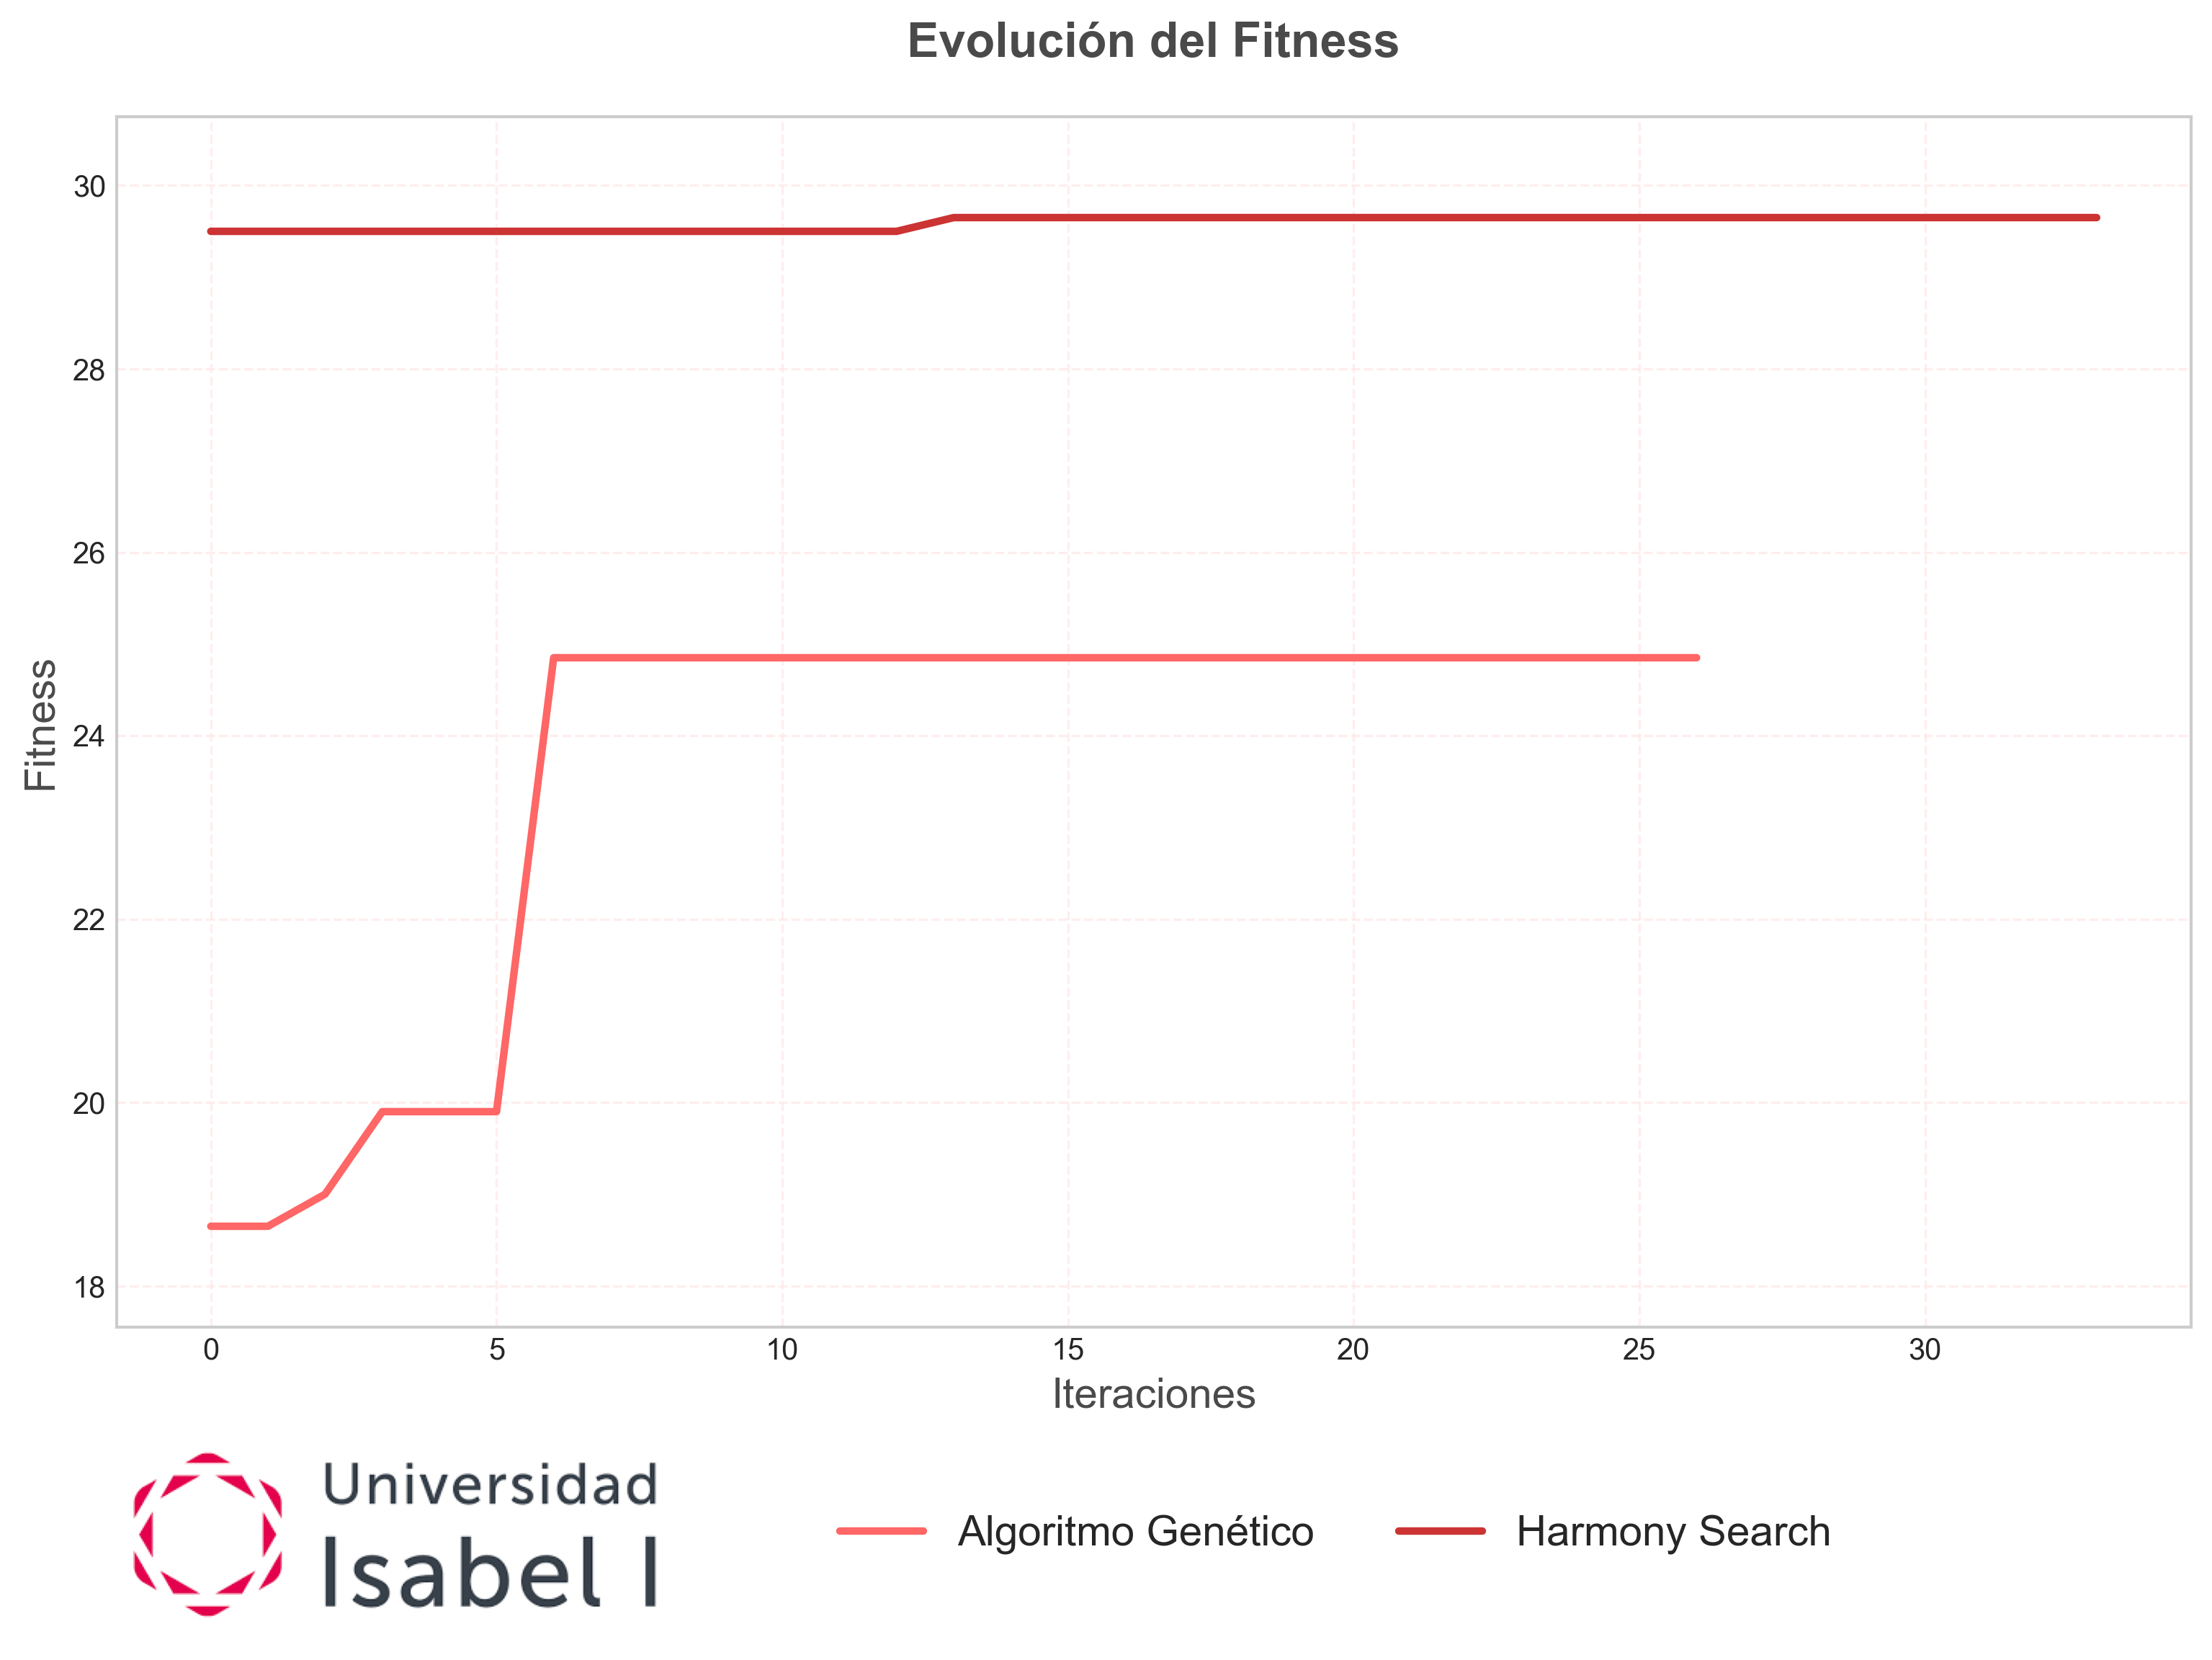 Evolución del Fitness
30
28
26
24
22
20
18
Fitness
0 5 10 15 20 25 30
Iteraciones
Universidad
Isabel I
Algoritmo Genético Harmony Search